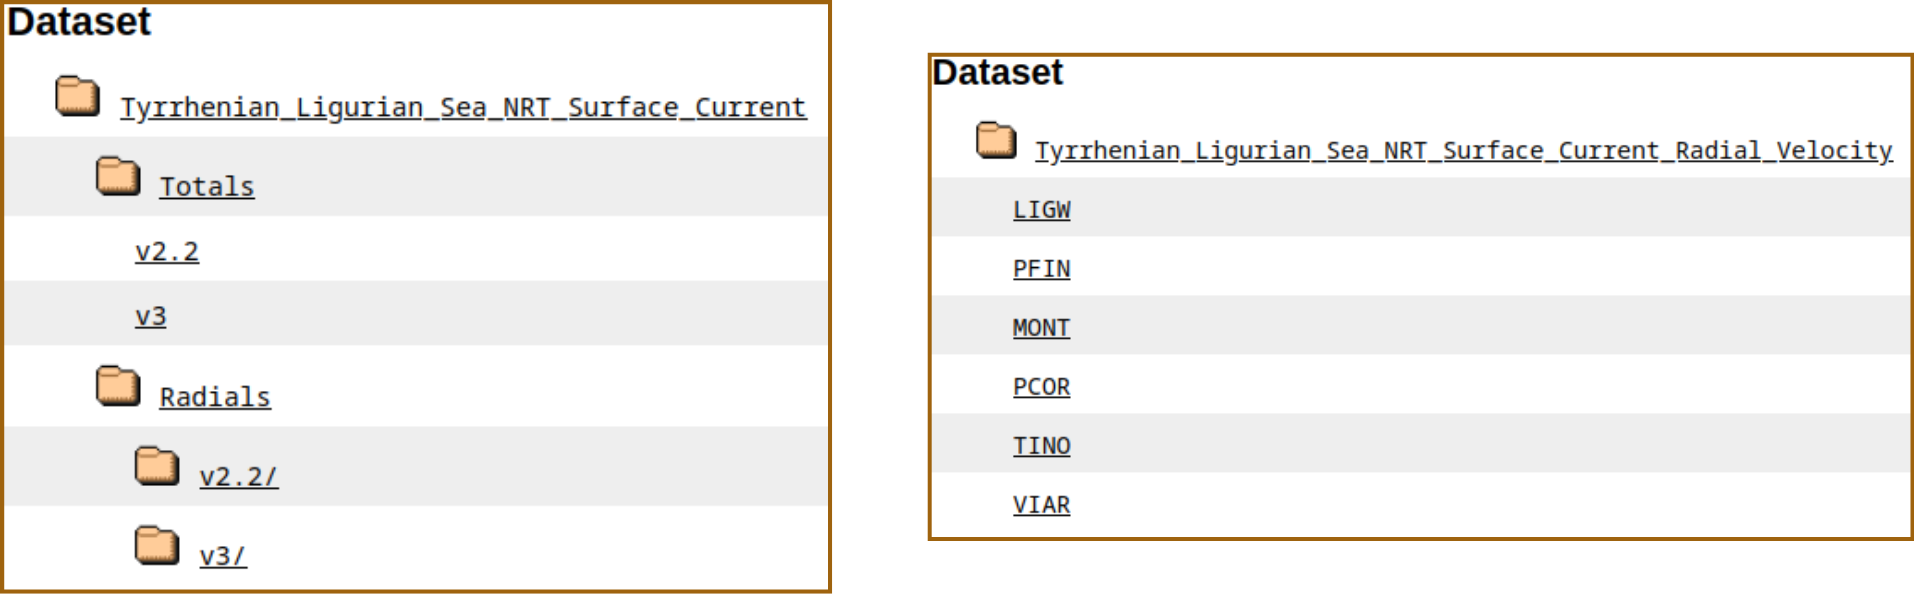 Dataset
Tyrrhenian_Ligurian_Sea_NRT_Surface_Current
Totals
v2.2
v3
Radials
v2.2/
v3/
Dataset
Tyrrhenian_Ligurian_Sea_NRT_Surface_Current_Radial_Velocity
LIGW
PFIN
MONT
PCOR
TINO
VIAR